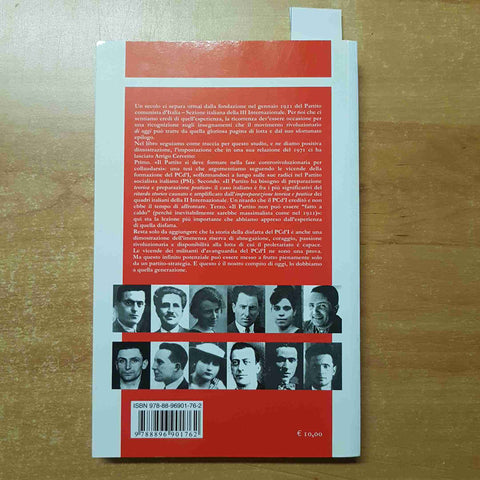 Un secolo ci separa ormai dalla fondazione nel gennaio 1921 del Partito
comunista d'Italia – Sezione italiana della III Internazionale. Per noi che ci
sentiamo eredi di quell'esperienza, la ricorrenza dev'essere occasione per
una ricognizione sugli insegnamenti che il movimento rivoluzionario
di oggi può trarre da quella gloriosa pagina di lotta e dal suo sfortunato
epilogo.
Nel libro seguiamo come traccia per questo studio, e ne diamo positiva
dimostrazione, l'impostazione che in una sua relazione del 1971 ci ha
lasciato Arrigo Cervetto:
Primo. «Il Partito si deve formare nella fase controrivoluzionaria per
collaudarsi»: una tesi che argomenteremo seguendo le vicende della
formazione del PCd'I, soffermandoci a lungo sulle sue radici nel Partito
socialista italiano (PSI). Secondo. «Il Partito ha bisogno di preparazione
teorica e preparazione pratica»: il caso italiano è fra i più significativi del
ritardo storico causato e amplificato dall'impreparazione teorica e pratica dei
quadri italiani della II Internazionale. Un ritardo che il PCd'I ereditò e non
ebbe il tempo di affrontare. Terzo. «Il Partito non può essere "fatto a
caldo" (perché inevitabilmente sarebbe massimalista come nel 1921)»:
qui sta la lezione più importante che abbiamo appreso dall'esperienza
di quella disfatta.
Resta solo da aggiungere che la storia della disfatta del PCd'I è anche una
dimostrazione dell'immensa riserva di abnegazione, coraggio, passione
rivoluzionaria e disponibilità alla lotta di cui il proletariato è capace.
Le vicende dei militanti d'avanguardia del PCd'I ne sono una prova.
Ma questo infinito potenziale può essere messo a frutto pienamente solo
da un partito-strategia. E questo è il nostro compito di oggi, lo dobbiamo
a quella generazione.
ISBN 978-88-96901-76-2
9 788896 901762
€ 10,00